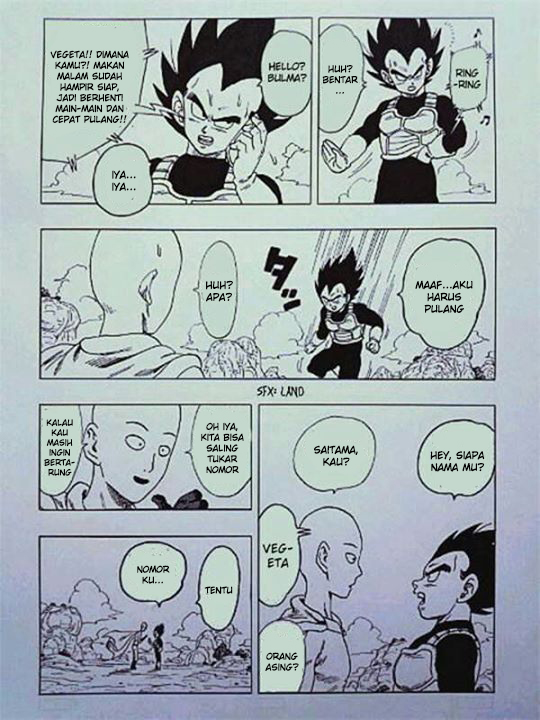 RING
-RING
HUH?
BENTAR
...
HELLO?
BULMA?
VEGETA!! DIMANA
KAMU?! MAKAN
MALAM SUDAH
HAMPIR SIAP,
JADI BERHENTI
MAIN-MAIN DAN
CEPAT PULANG!!
IYA...
IYA...
MAAF...AKU
HARUS
PULANG
ダッ
HUH?
APA?
SFX: LAND
HEY, SIAPA
NAMA MU?
SAITAMA,
KAU?
VEG-
ETA
ORANG
ASING?
OH IYA,
KITA BISA
SALING
TUKAR
NOMOR
KALAU
KAU
MASIH
INGIN
BERTA-
RUNG
TENTU
NOMOR
KU...